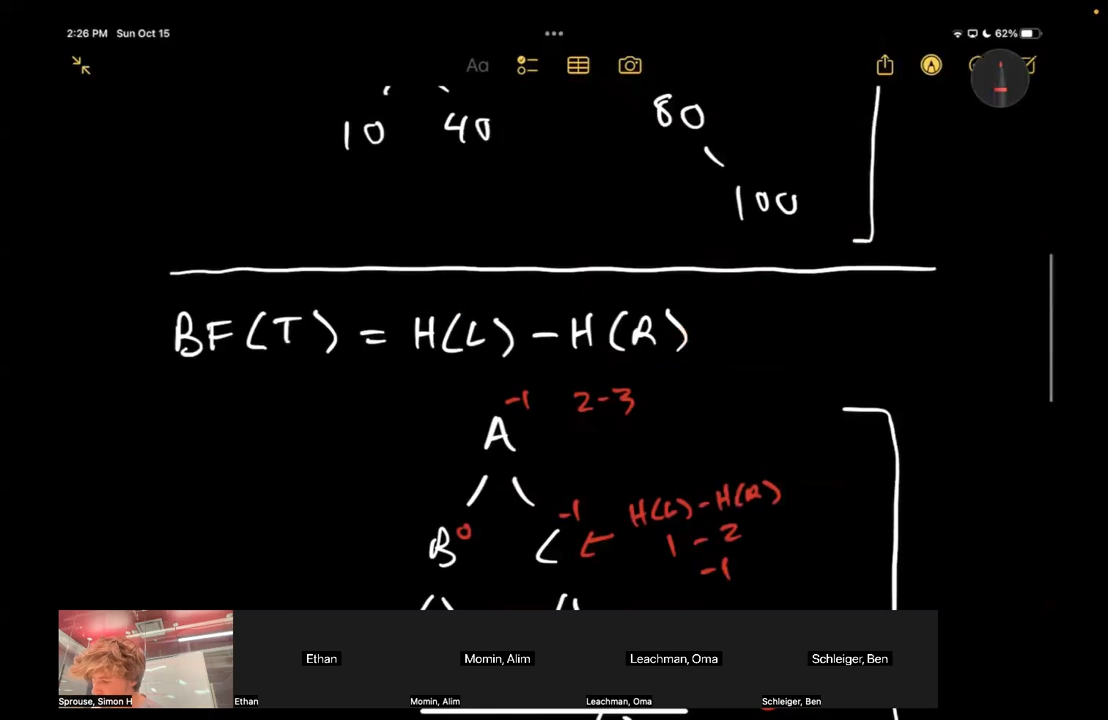 2:26 PM Sun Oct 15
62%
Aa
10 40
80
100
BF(T) = H(L) - H(R)
-1 2-3
A
-1 H(L)-H(R)
B 0 C 1 - 2
-1
Ethan
Momin, Alim
Leachman, Oma
Schleiger, Ben
Sprouse, Simon H
Ethan
Momin, Alim
Leachman, Oma
Schleiger, Ben